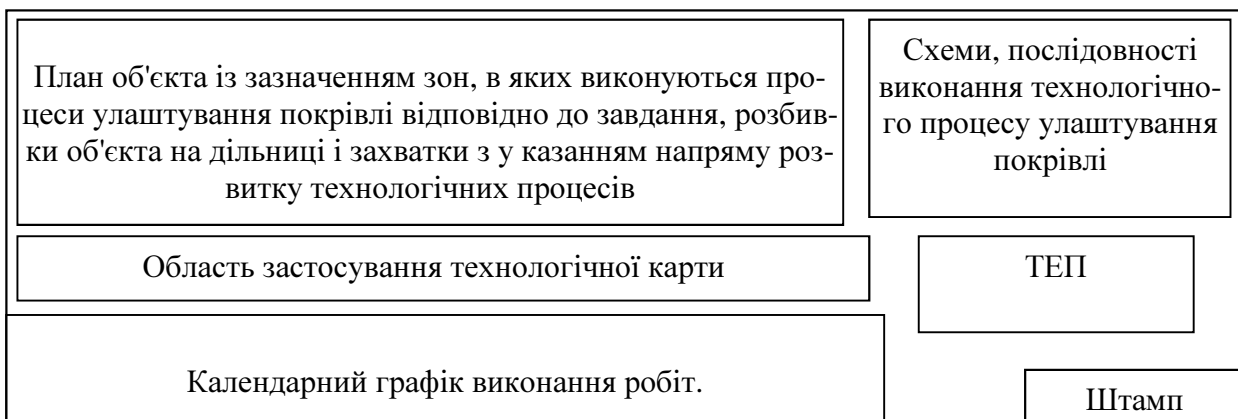 План об'єкта із зазначенням зон, в яких виконуються про-
цеси улаштування покрівлі відповідно до завдання, розбив-
ки об'єкта на дільниці і захватки з у казанням напряму роз-
витку технологічних процесів
Схеми, послідовності
виконання технологічно-
го процесу улаштування
покрівлі
Область застосування технологічної карти
ТЕП
Календарний графік виконання робіт.
Штамп